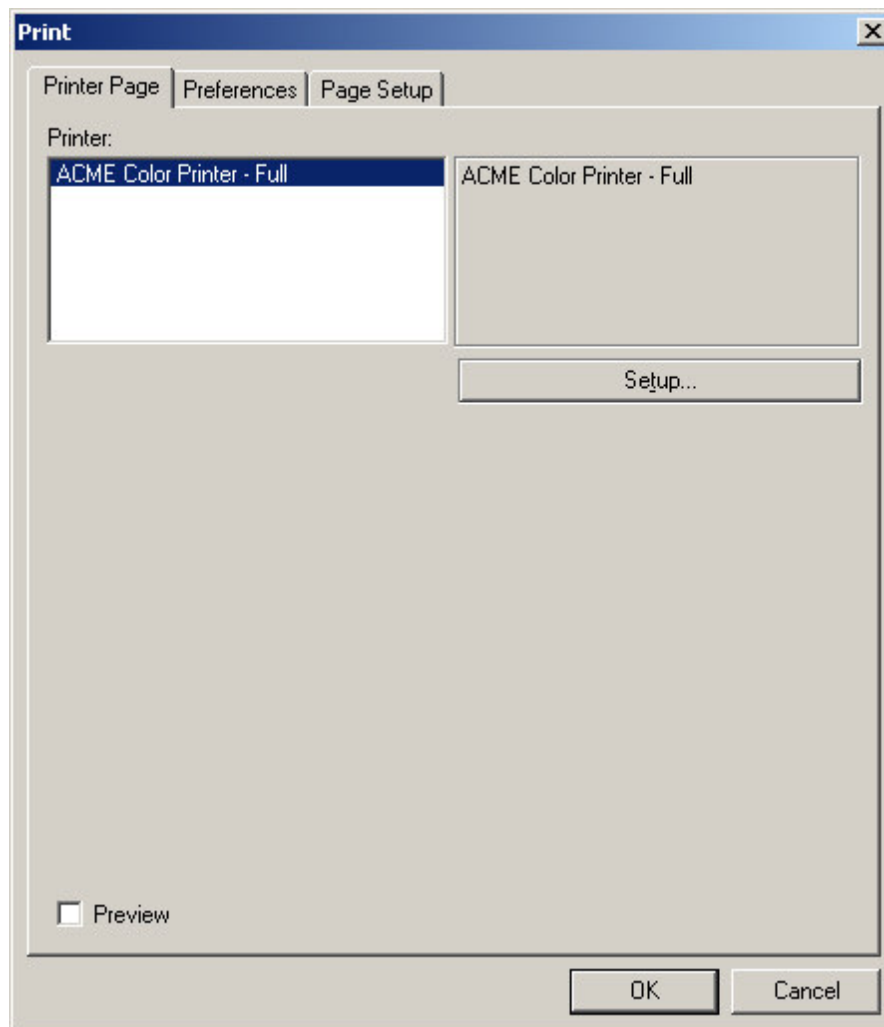 Print
Printer Page Preferences Page Setup
Printer:
ACME Color Printer - Full
ACME Color Printer - Full
Setup...
Preview
OK Cancel